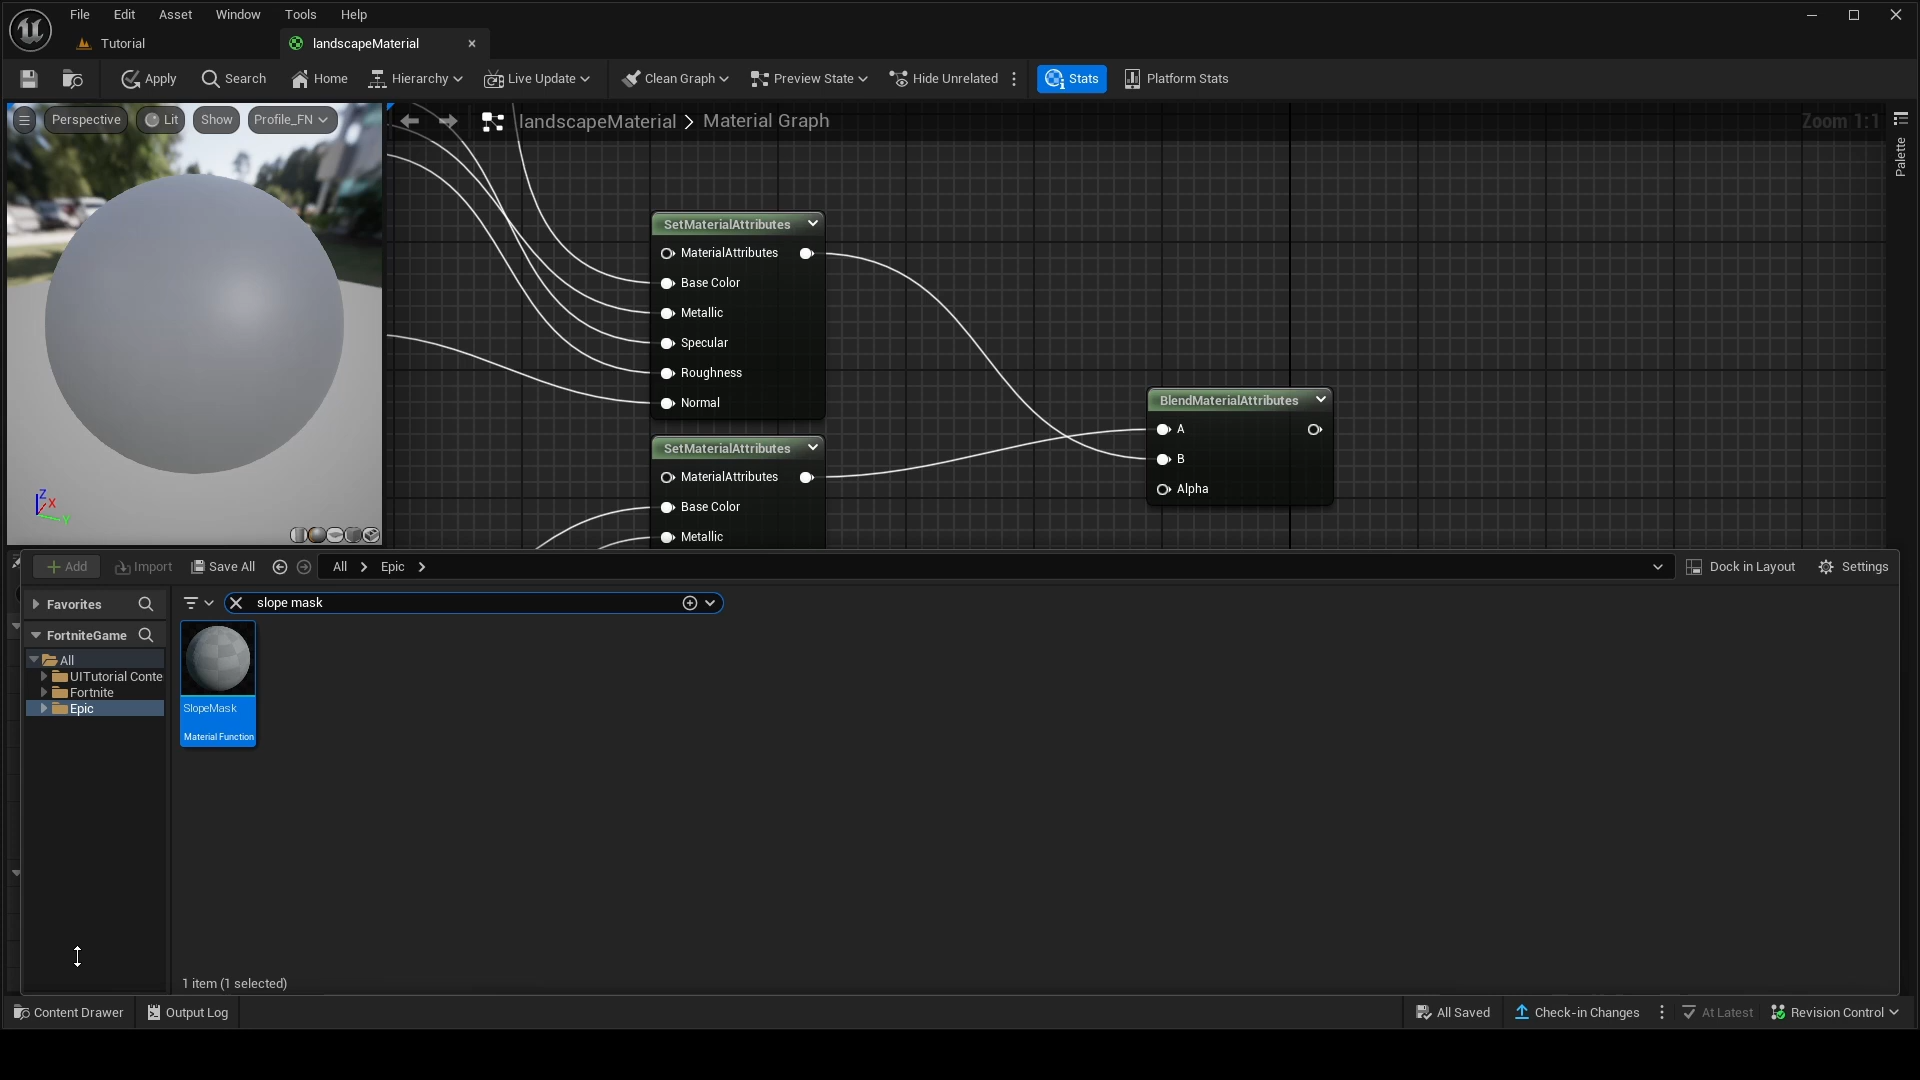 File Edit Asset Window Tools Help
Tutorial landscapeMaterial
Apply Search Home Hierarchy Live Update Clean Graph Preview State Hide Unrelated Stats Platform Stats
Perspective Lit Show Profile_FN
landscapeMaterial > Material Graph
Zoom 1:1
Palette
SetMaterialAttributes
MaterialAttributes
Base Color
Metallic
Specular
Roughness
Normal
BlendMaterialAttributes
A
B
Alpha
SetMaterialAttributes
MaterialAttributes
Base Color
Metallic
Z
X
Y
Add Import Save All All Epic Dock in Layout Settings
Favorites
slope mask
FortniteGame
All
UITutorial Conte
Fortnite
Epic
SlopeMask
Material Function
1 item (1 selected)
Content Drawer Output Log All Saved Check-in Changes At Latest Revision Control